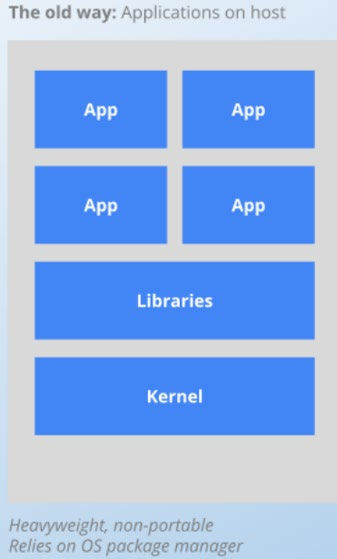 The old way: Applications on host
App App
App App
Libraries
Kernel
Heavyweight, non-portable
Relies on OS package manager